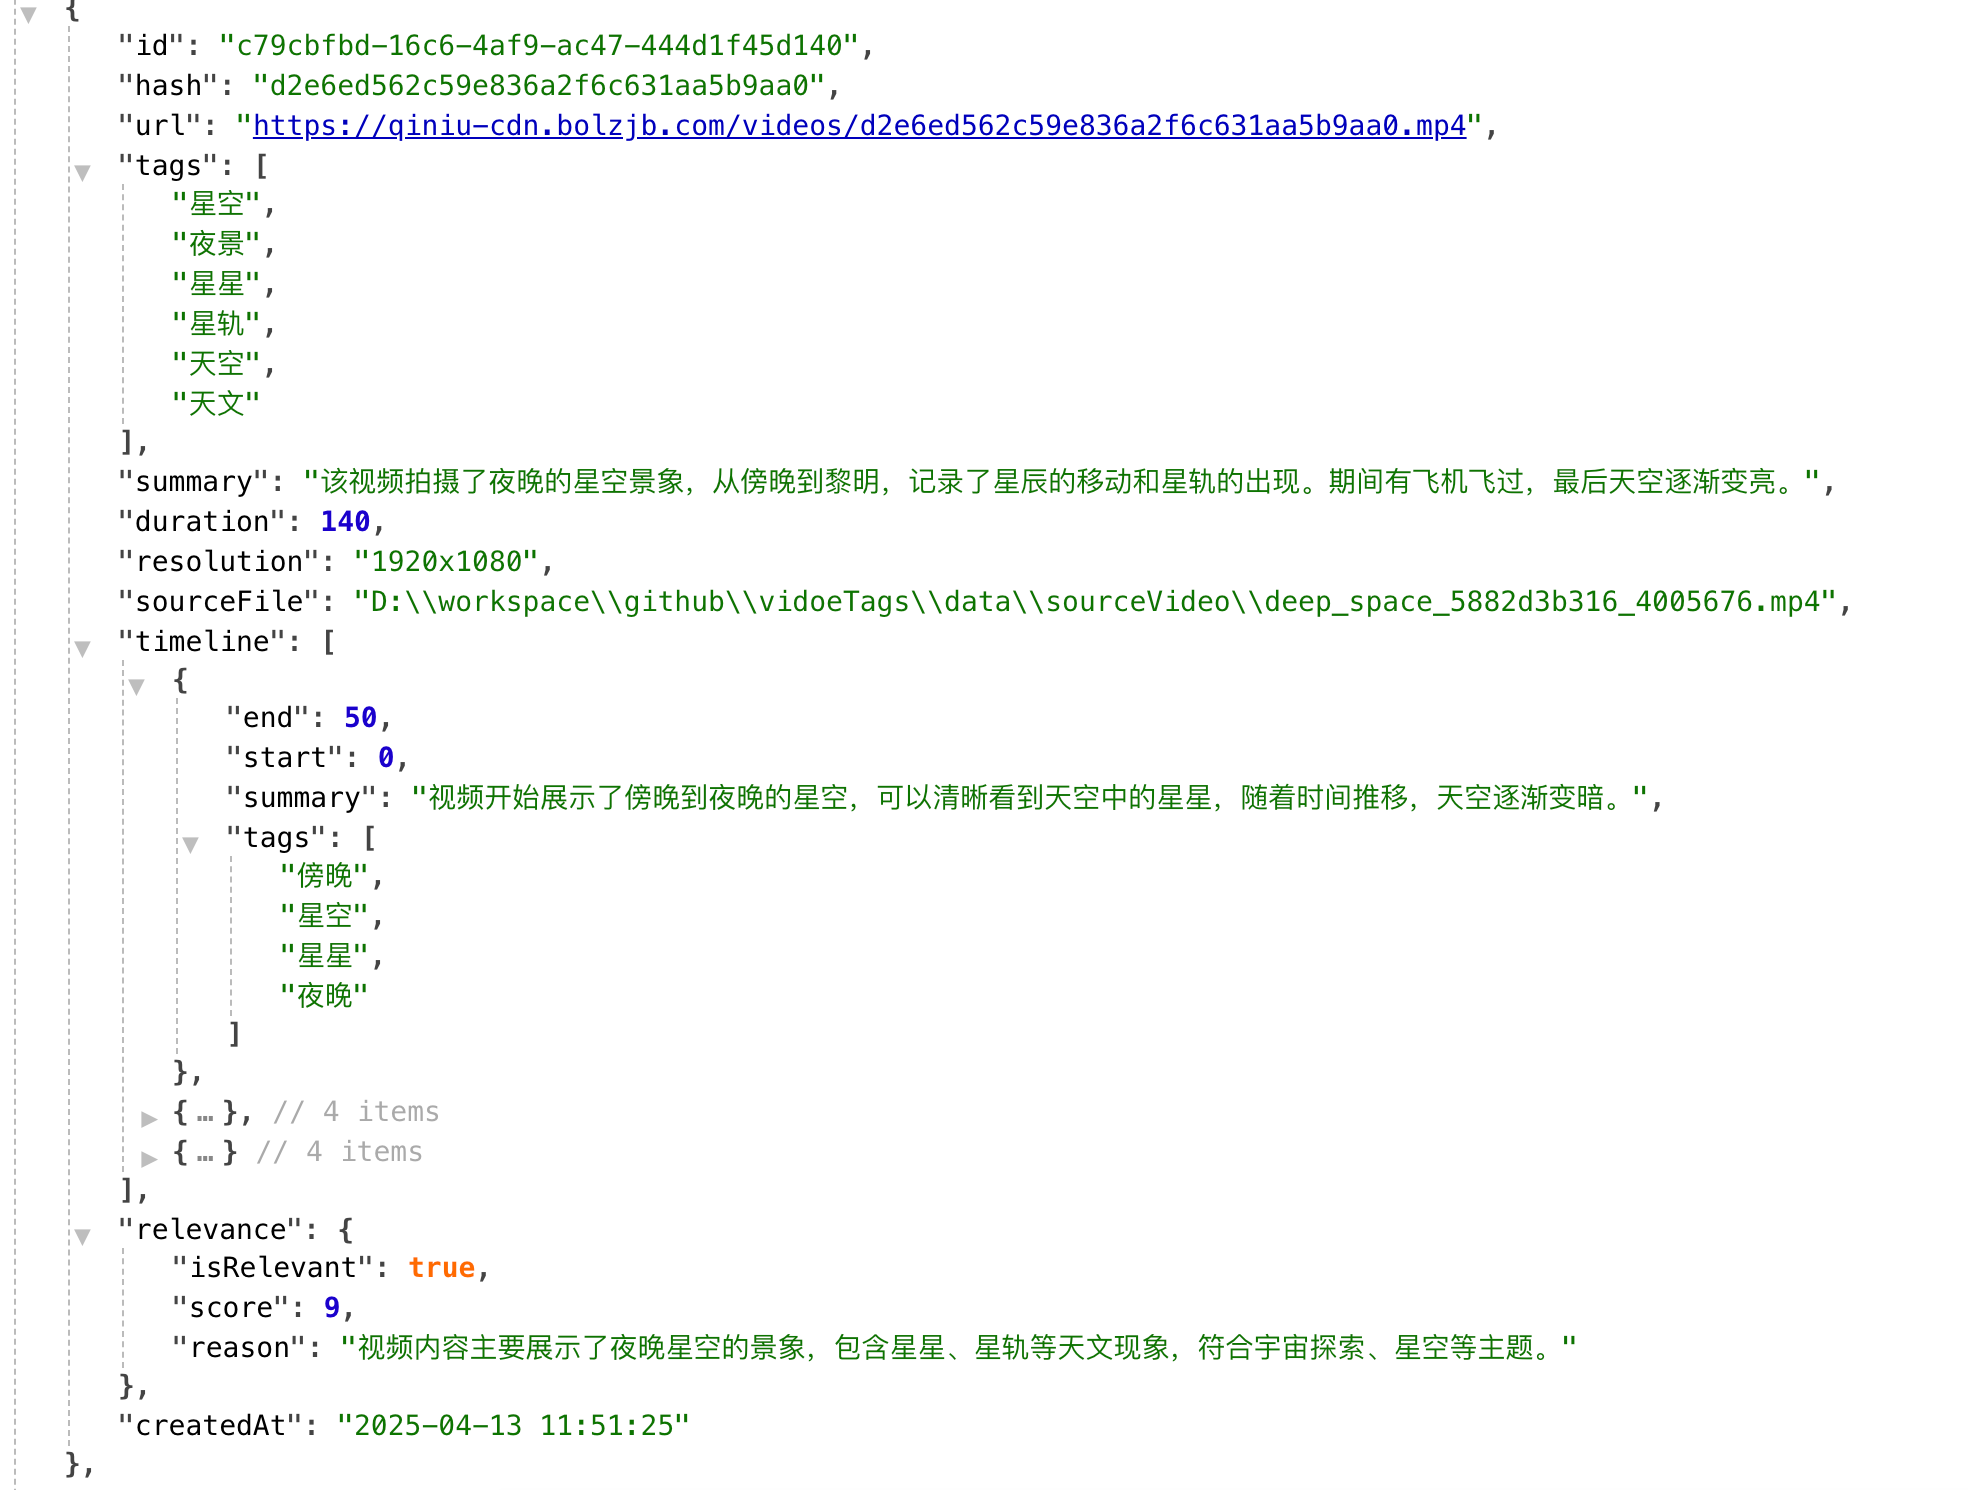 {
"id": "c79cbfbd-16c6-4af9-ac47-444d1f45d140",
"hash": "d2e6ed562c59e836a2f6c631aa5b9aa0",
"url": "https://qiniu-cdn.bolzjb.com/videos/d2e6ed562c59e836a2f6c631aa5b9aa0.mp4",
"tags": [
"星空",
"夜景",
"星星",
"星轨",
"天空",
"天文"
],
"summary": "该视频拍摄了夜晚的星空景象，从傍晚到黎明，记录了星辰的移动和星轨的出现。期间有飞机飞过，最后天空逐渐变亮。",
"duration": 140,
"resolution": "1920x1080",
"sourceFile": "D:\\workspace\\github\\vidoeTags\\data\\sourceVideo\\deep_space_5882d3b316_4005676.mp4",
"timeline": [
{
"end": 50,
"start": 0,
"summary": "视频开始展示了傍晚到夜晚的星空，可以清晰看到天空中的星星，随着时间推移，天空逐渐变暗。",
"tags": [
"傍晚",
"星空",
"星星",
"夜晚"
]
},
{ … }, // 4 items
{ … } // 4 items
],
"relevance": {
"isRelevant": true,
"score": 9,
"reason": "视频内容主要展示了夜晚星空的景象，包含星星、星轨等天文现象，符合宇宙探索、星空等主题。"
},
"createdAt": "2025-04-13 11:51:25"
},